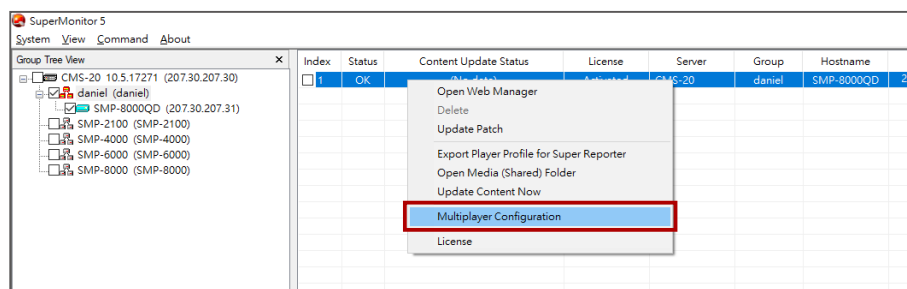 SuperMonitor 5
System View Command About
Group Tree View
Index Status Content Update Status License Server Group Hostname
CMS-20 10.5.17271 (207.30.207.30)
daniel (daniel)
SMP-8000QD (207.30.207.31)
SMP-2100 (SMP-2100)
SMP-4000 (SMP-4000)
SMP-6000 (SMP-6000)
SMP-8000 (SMP-8000)
1 OK (No data) Activated CMS-20 daniel SMP-8000QD 2
Open Web Manager
Delete
Update Patch
Export Player Profile for Super Reporter
Open Media (Shared) Folder
Update Content Now
Multiplayer Configuration
License